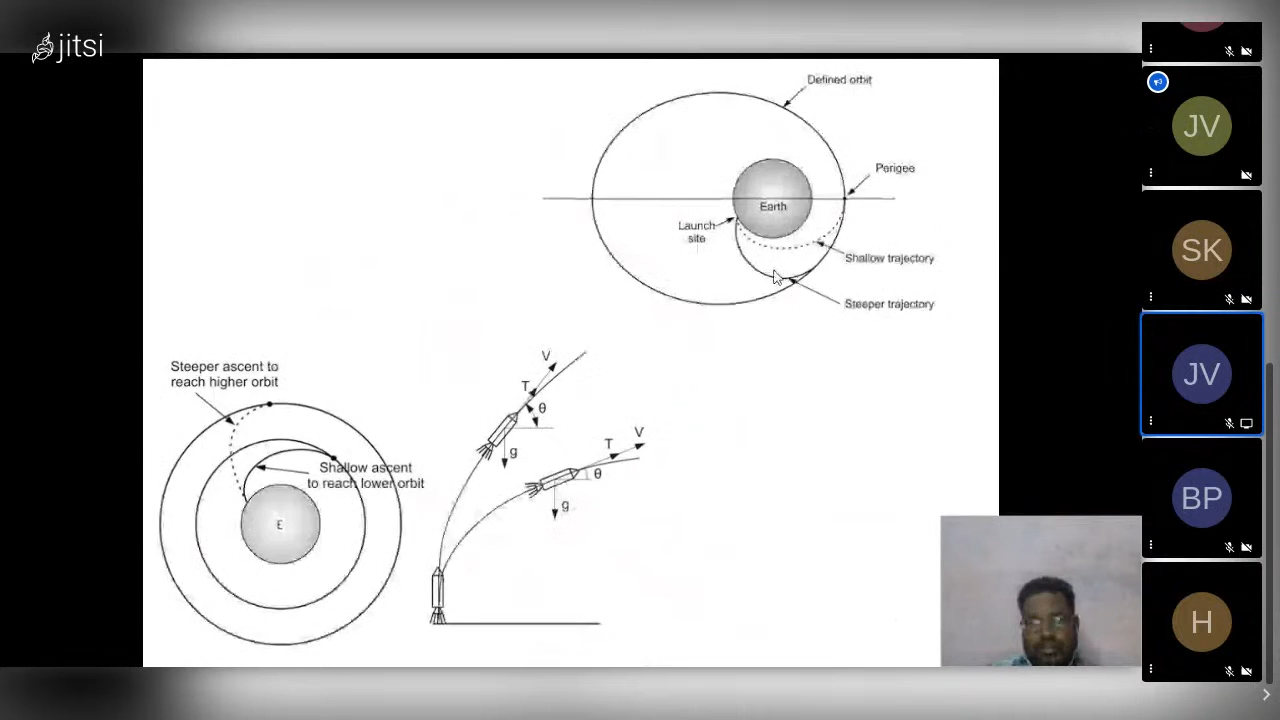 jitsi
Defined orbit
Perigee
Earth
Launch
site
Shallow trajectory
Steeper trajectory
Steeper ascent to
reach higher orbit
Shallow ascent
to reach lower orbit
E
V
T
θ
g
V
T
θ
g
JV
SK
JV
BP
H